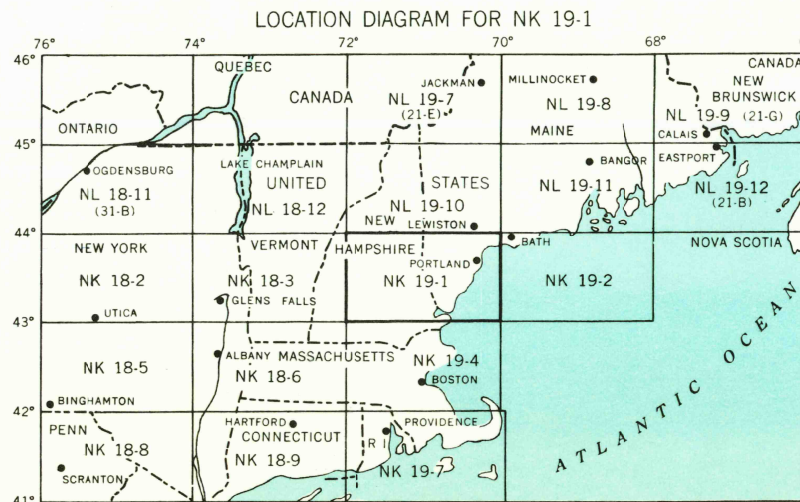 LOCATION DIAGRAM FOR NK 19-1
76°
74°
72°
70°
68°
46°
QUEBEC
CANADA
JACKMAN
NL 19-7
(21-E)
MILLINOCKET
NL 19-8
MAINE
CANADA
NEW
BRUNSWICK
NL 19-9 (21-G)
CALAIS
EASTPORT
ONTARIO
45°
OGDENSBURG
NL 18-11
(31-B)
LAKE CHAMPLAIN
UNITED
NL 18-12
STATES
NL 19-10
NEW
LEWISTON
BANGOR
NL 19-11
NL 19-12
(21-B)
44°
NEW YORK
NK 18-2
UTICA
VERMONT
NK 18-3
GLENS FALLS
HAMPSHIRE
PORTLAND
NK 19-1
BATH
NK 19-2
NOVA SCOTIA
43°
NK 18-5
BINGHAMTON
ALBANY
NK 18-6
MASSACHUSETTS
NK 19-4
BOSTON
ATLANTIC OCEAN
42°
PENN
NK 18-8
SCRANTON
HARTFORD
CONNECTICUT
NK 18-9
R I
PROVIDENCE
NK 19-7
41°